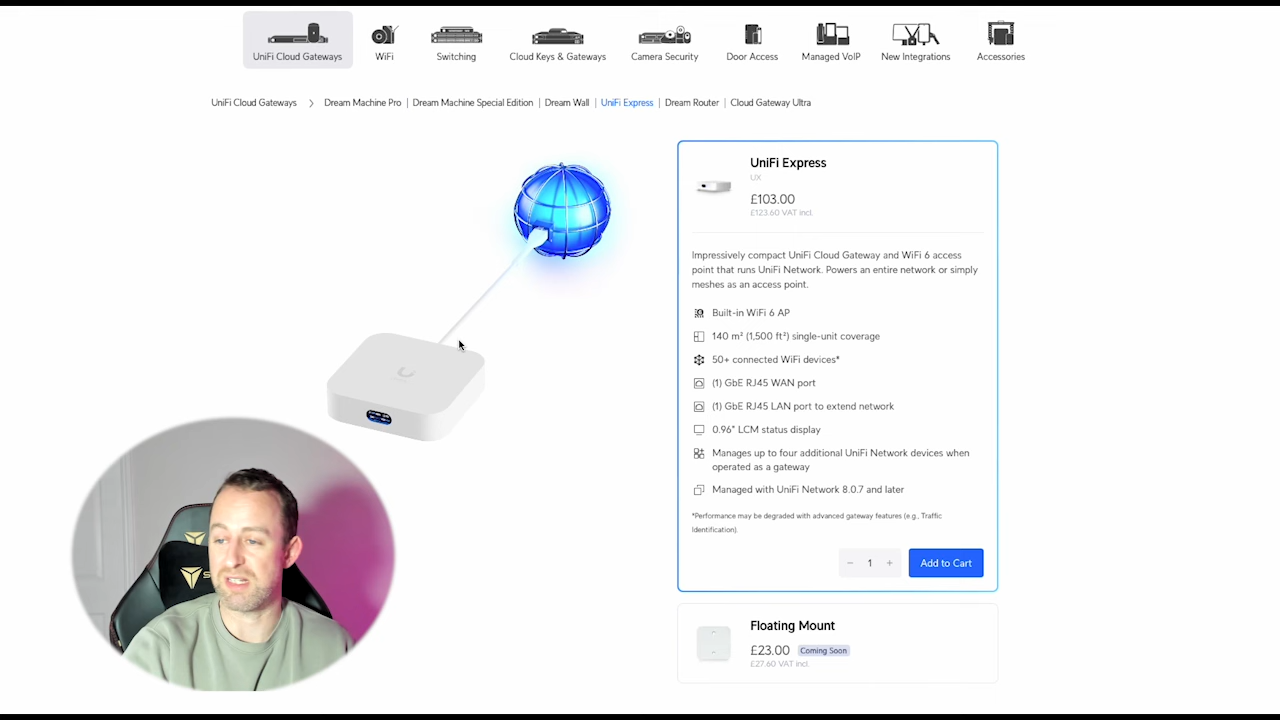 UniFi Cloud Gateways
WiFi
Switching
Cloud Keys & Gateways
Camera Security
Door Access
Managed VoIP
New Integrations
Accessories
UniFi Cloud Gateways > Dream Machine Pro | Dream Machine Special Edition | Dream Wall | UniFi Express | Dream Router | Cloud Gateway Ultra
UniFi Express
UX
£103.00
£123.60 VAT incl.
Impressively compact UniFi Cloud Gateway and WiFi 6 access
point that runs UniFi Network. Powers an entire network or simply
meshes as an access point.
Built-in WiFi 6 AP
140 m² (1,500 ft²) single-unit coverage
50+ connected WiFi devices*
(1) GbE RJ45 WAN port
(1) GbE RJ45 LAN port to extend network
0.96" LCM status display
Manages up to four additional UniFi Network devices when
operated as a gateway
Managed with UniFi Network 8.0.7 and later
*Performance may be degraded with advanced gateway features (e.g., Traffic
Identification).
− 1 +
Add to Cart
Floating Mount
£23.00 Coming Soon
£27.60 VAT incl.